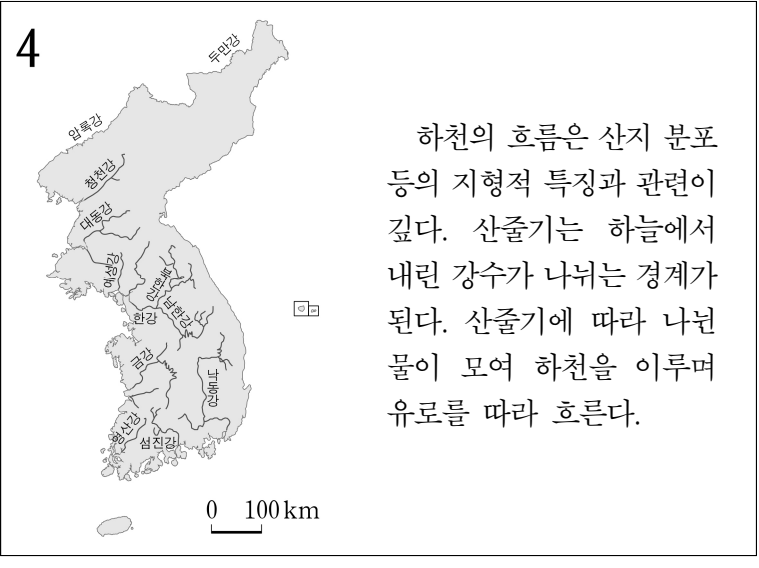 4
두만강
압록강
청천강
대동강
예성강
북한강
남한강
한강
금강
낙동강
영산강
섬진강
0 100 km
하천의 흐름은 산지 분포
등의 지형적 특징과 관련이
깊다. 산줄기는 하늘에서
내린 강수가 나뉘는 경계가
된다. 산줄기에 따라 나뉜
물이 모여 하천을 이루며
유로를 따라 흐른다.